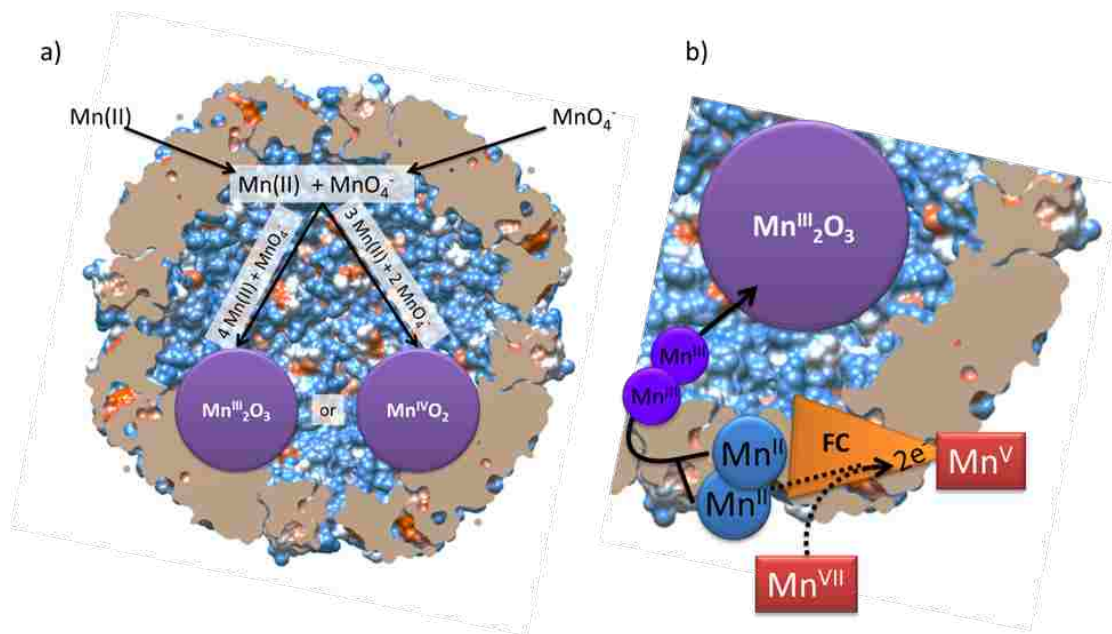 a)
Mn(II)
MnO₄⁻
Mn(II) + MnO₄⁻
4 Mn(II) + MnO₄⁻
3 Mn(II) + 2 MnO₄⁻
Mnᴵᴵᴵ₂O₃
or
MnᴵⱽO₂
b)
Mnᴵᴵᴵ₂O₃
Mnᴵᴵᴵ
Mnᴵᴵᴵ
Mnᴵᴵ
Mnᴵᴵ
FC
2e⁻
Mnⱽ
Mnⱽᴵᴵ